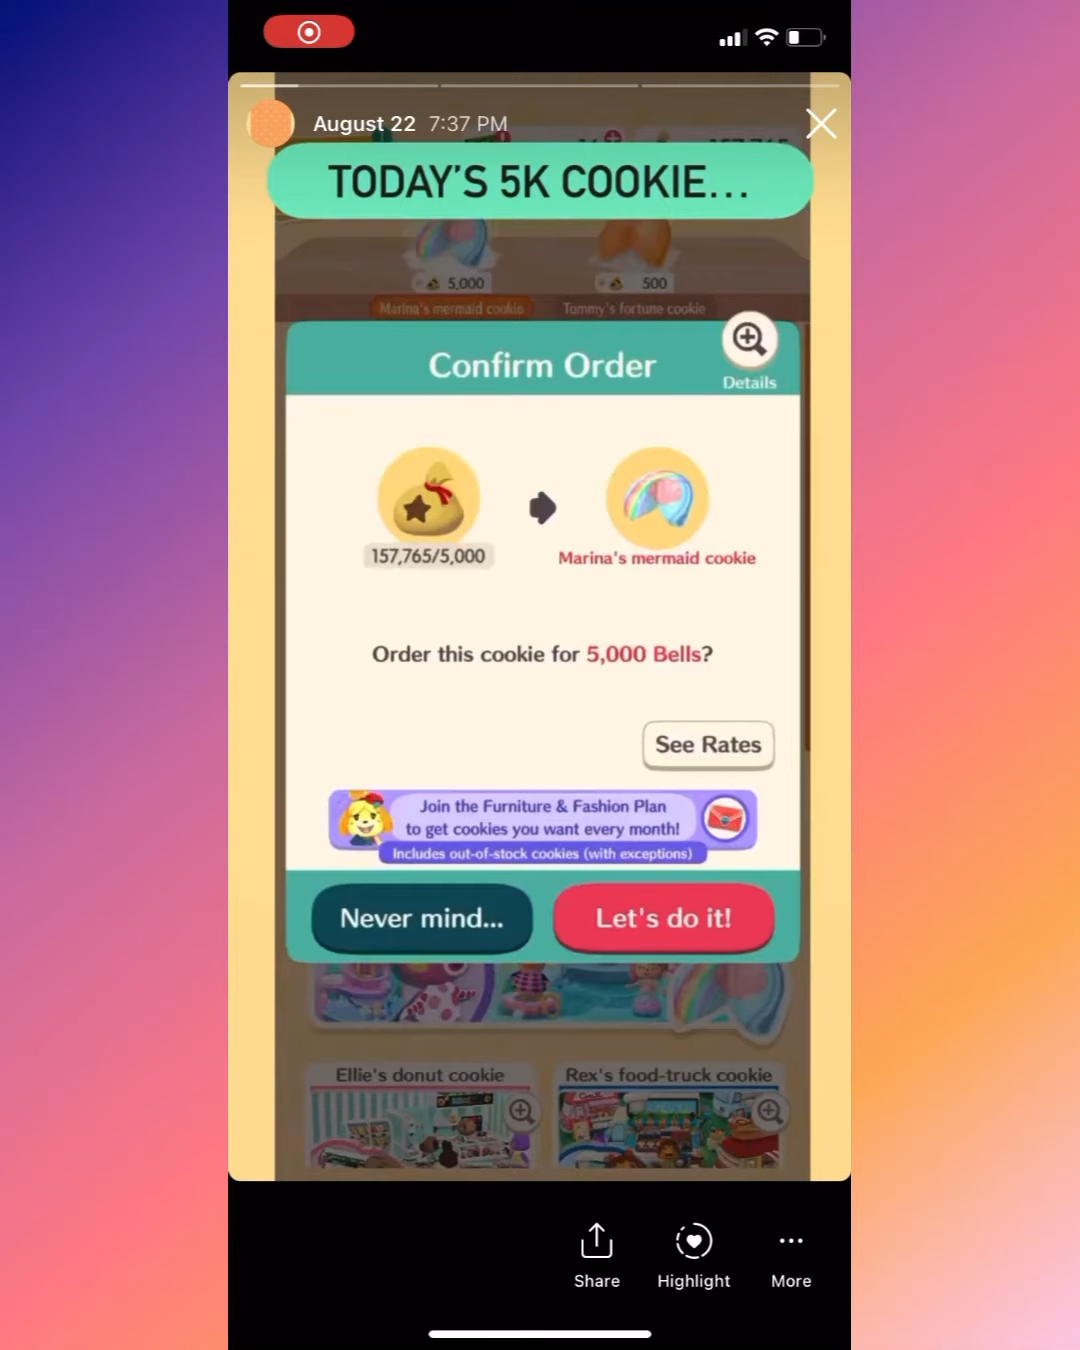 August 22 7:37 PM
TODAY'S 5K COOKIE...
5,000
500
Marina's mermaid cookie
Tommy's fortune cookie
Confirm Order
Details
157,765/5,000
Marina's mermaid cookie
Order this cookie for 5,000 Bells?
See Rates
Join the Furniture & Fashion Plan
to get cookies you want every month!
Includes out-of-stock cookies (with exceptions)
Never mind...
Let's do it!
Ellie's donut cookie
Rex's food-truck cookie
Share
Highlight
More